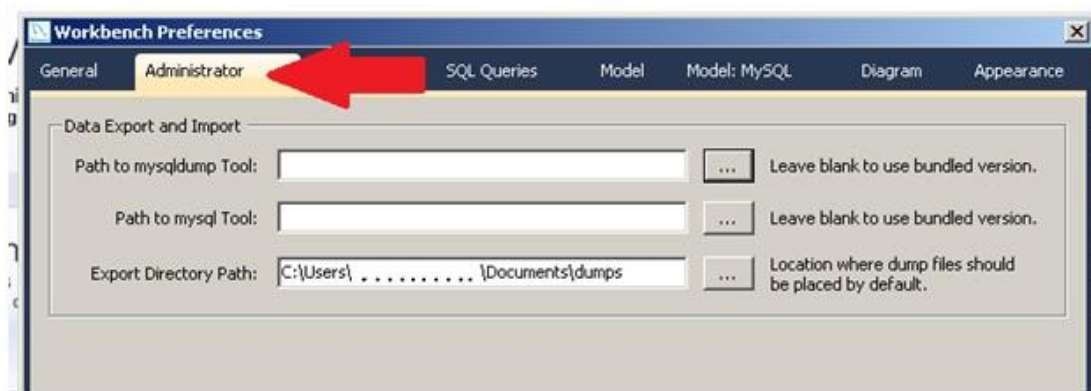 Workbench Preferences
General Administrator SQL Queries Model Model: MySQL Diagram Appearance
Data Export and Import
Path to mysqldump Tool: ... Leave blank to use bundled version.
Path to mysql Tool: ... Leave blank to use bundled version.
Export Directory Path: C:\Users\ . . . . . . . . . . \Documents\dumps ... Location where dump files should
be placed by default.